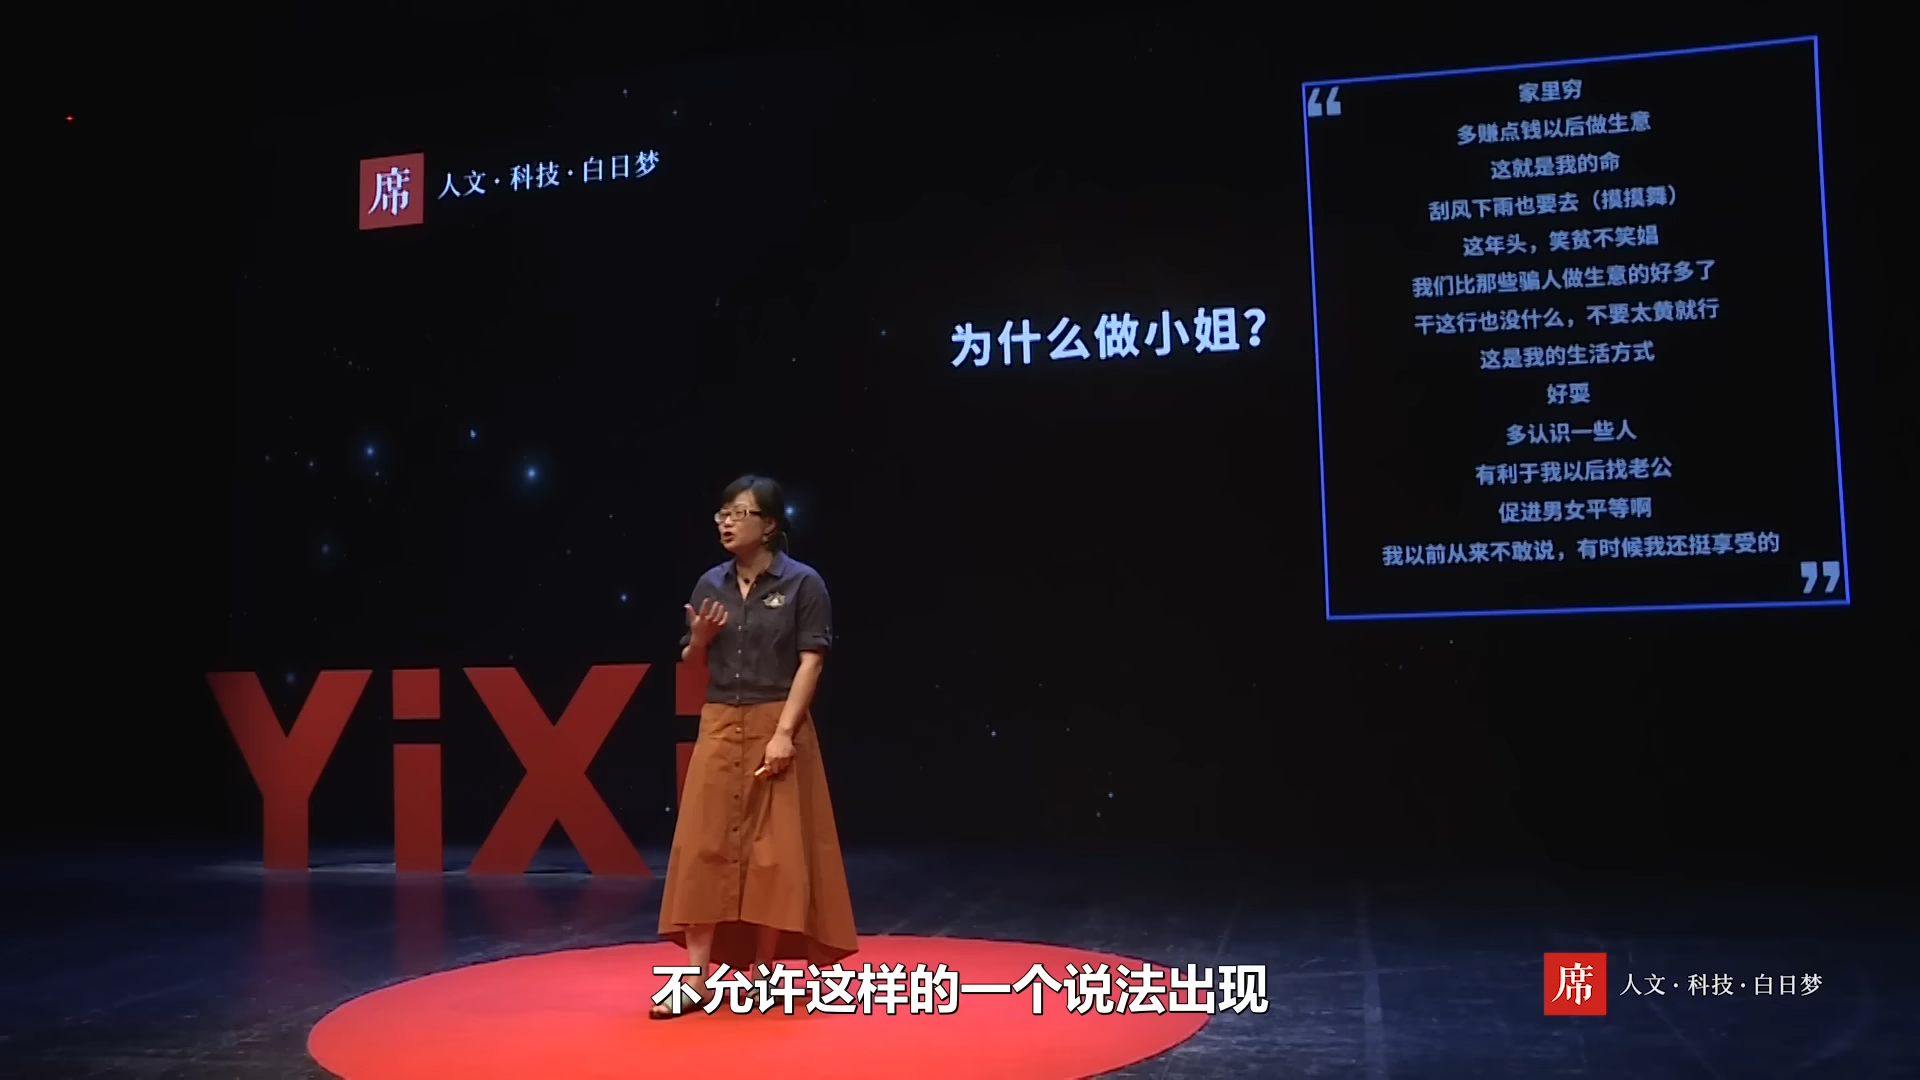 席 人文·科技·白日梦
为什么做小姐？
“
家里穷
多赚点钱以后做生意
这就是我的命
刮风下雨也要去（摸摸舞）
这年头，笑贫不笑娼
我们比那些骗人做生意的好多了
干这行也没什么，不要太黄就行
这是我的生活方式
好耍
多认识一些人
有利于我以后找老公
促进男女平等啊
我以前从来不敢说，有时候我还挺享受的
”
YiXi
不允许这样的一个说法出现
席 人文·科技·白日梦